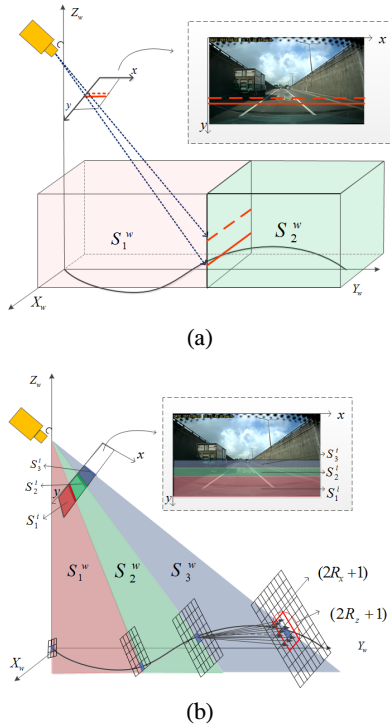 Z_w
C
x
y
x
y
S_1^w
S_2^w
X_w
Y_w
(a)
Z_w
C
x
y
S_3^I
S_2^I
S_1^I
x
y
S_3^I
S_2^I
S_1^I
S_1^w
S_2^w
S_3^w
(2R_x+1)
(2R_z+1)
X_w
Y_w
(b)